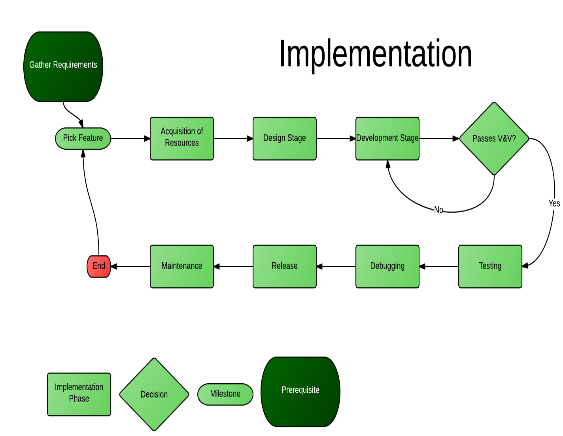 Implementation
Gather Requirements
Pick Feature
Acquisition of
Resources
Design Stage
Development Stage
Passes V&V?
No
Yes
End
Maintenance
Release
Debugging
Testing
Implementation
Phase
Decision
Milestone
Prerequisite